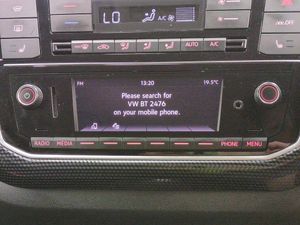 LO
A/C
AUTO
A/C
OFF
FM
13:20
19.5°C
Please search for
VW BT 2476
on your mobile phone.
RADIO
MEDIA
PHONE
MENU